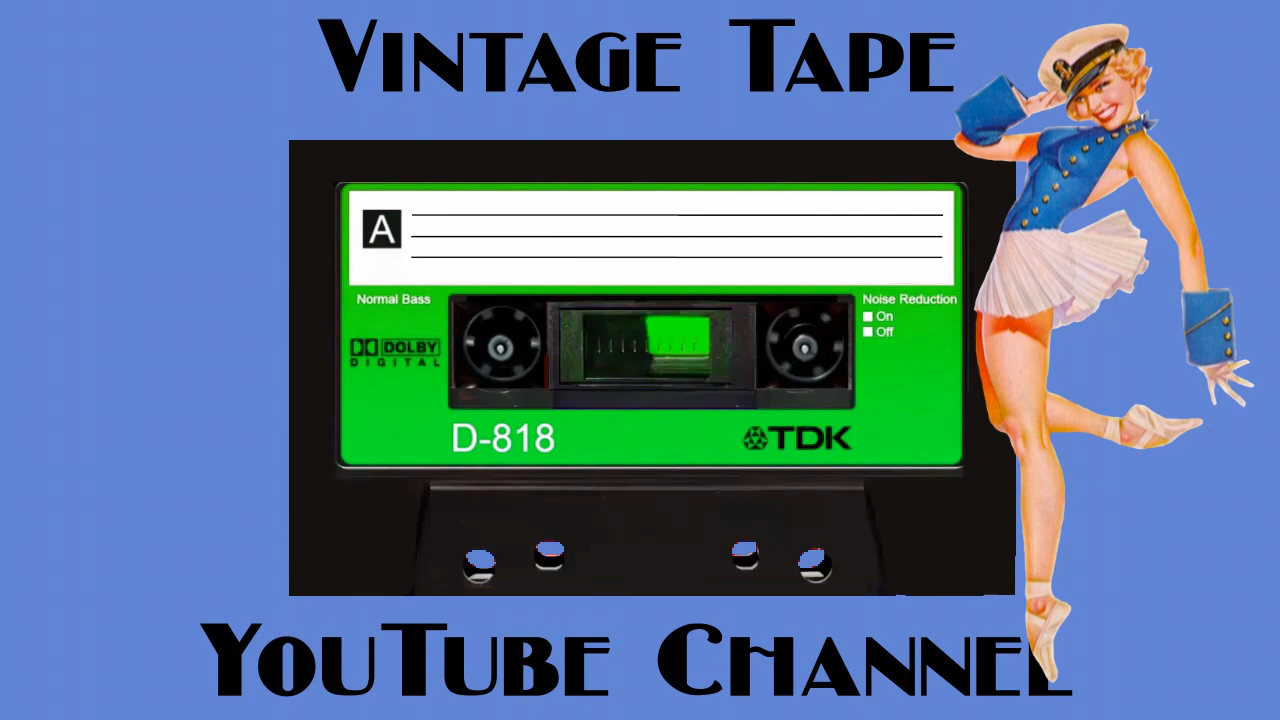 Vintage Tape
A
Normal Bass
Noise Reduction
On
Off
DOLBY
DIGITAL
D-818
TDK
YouTube Channel